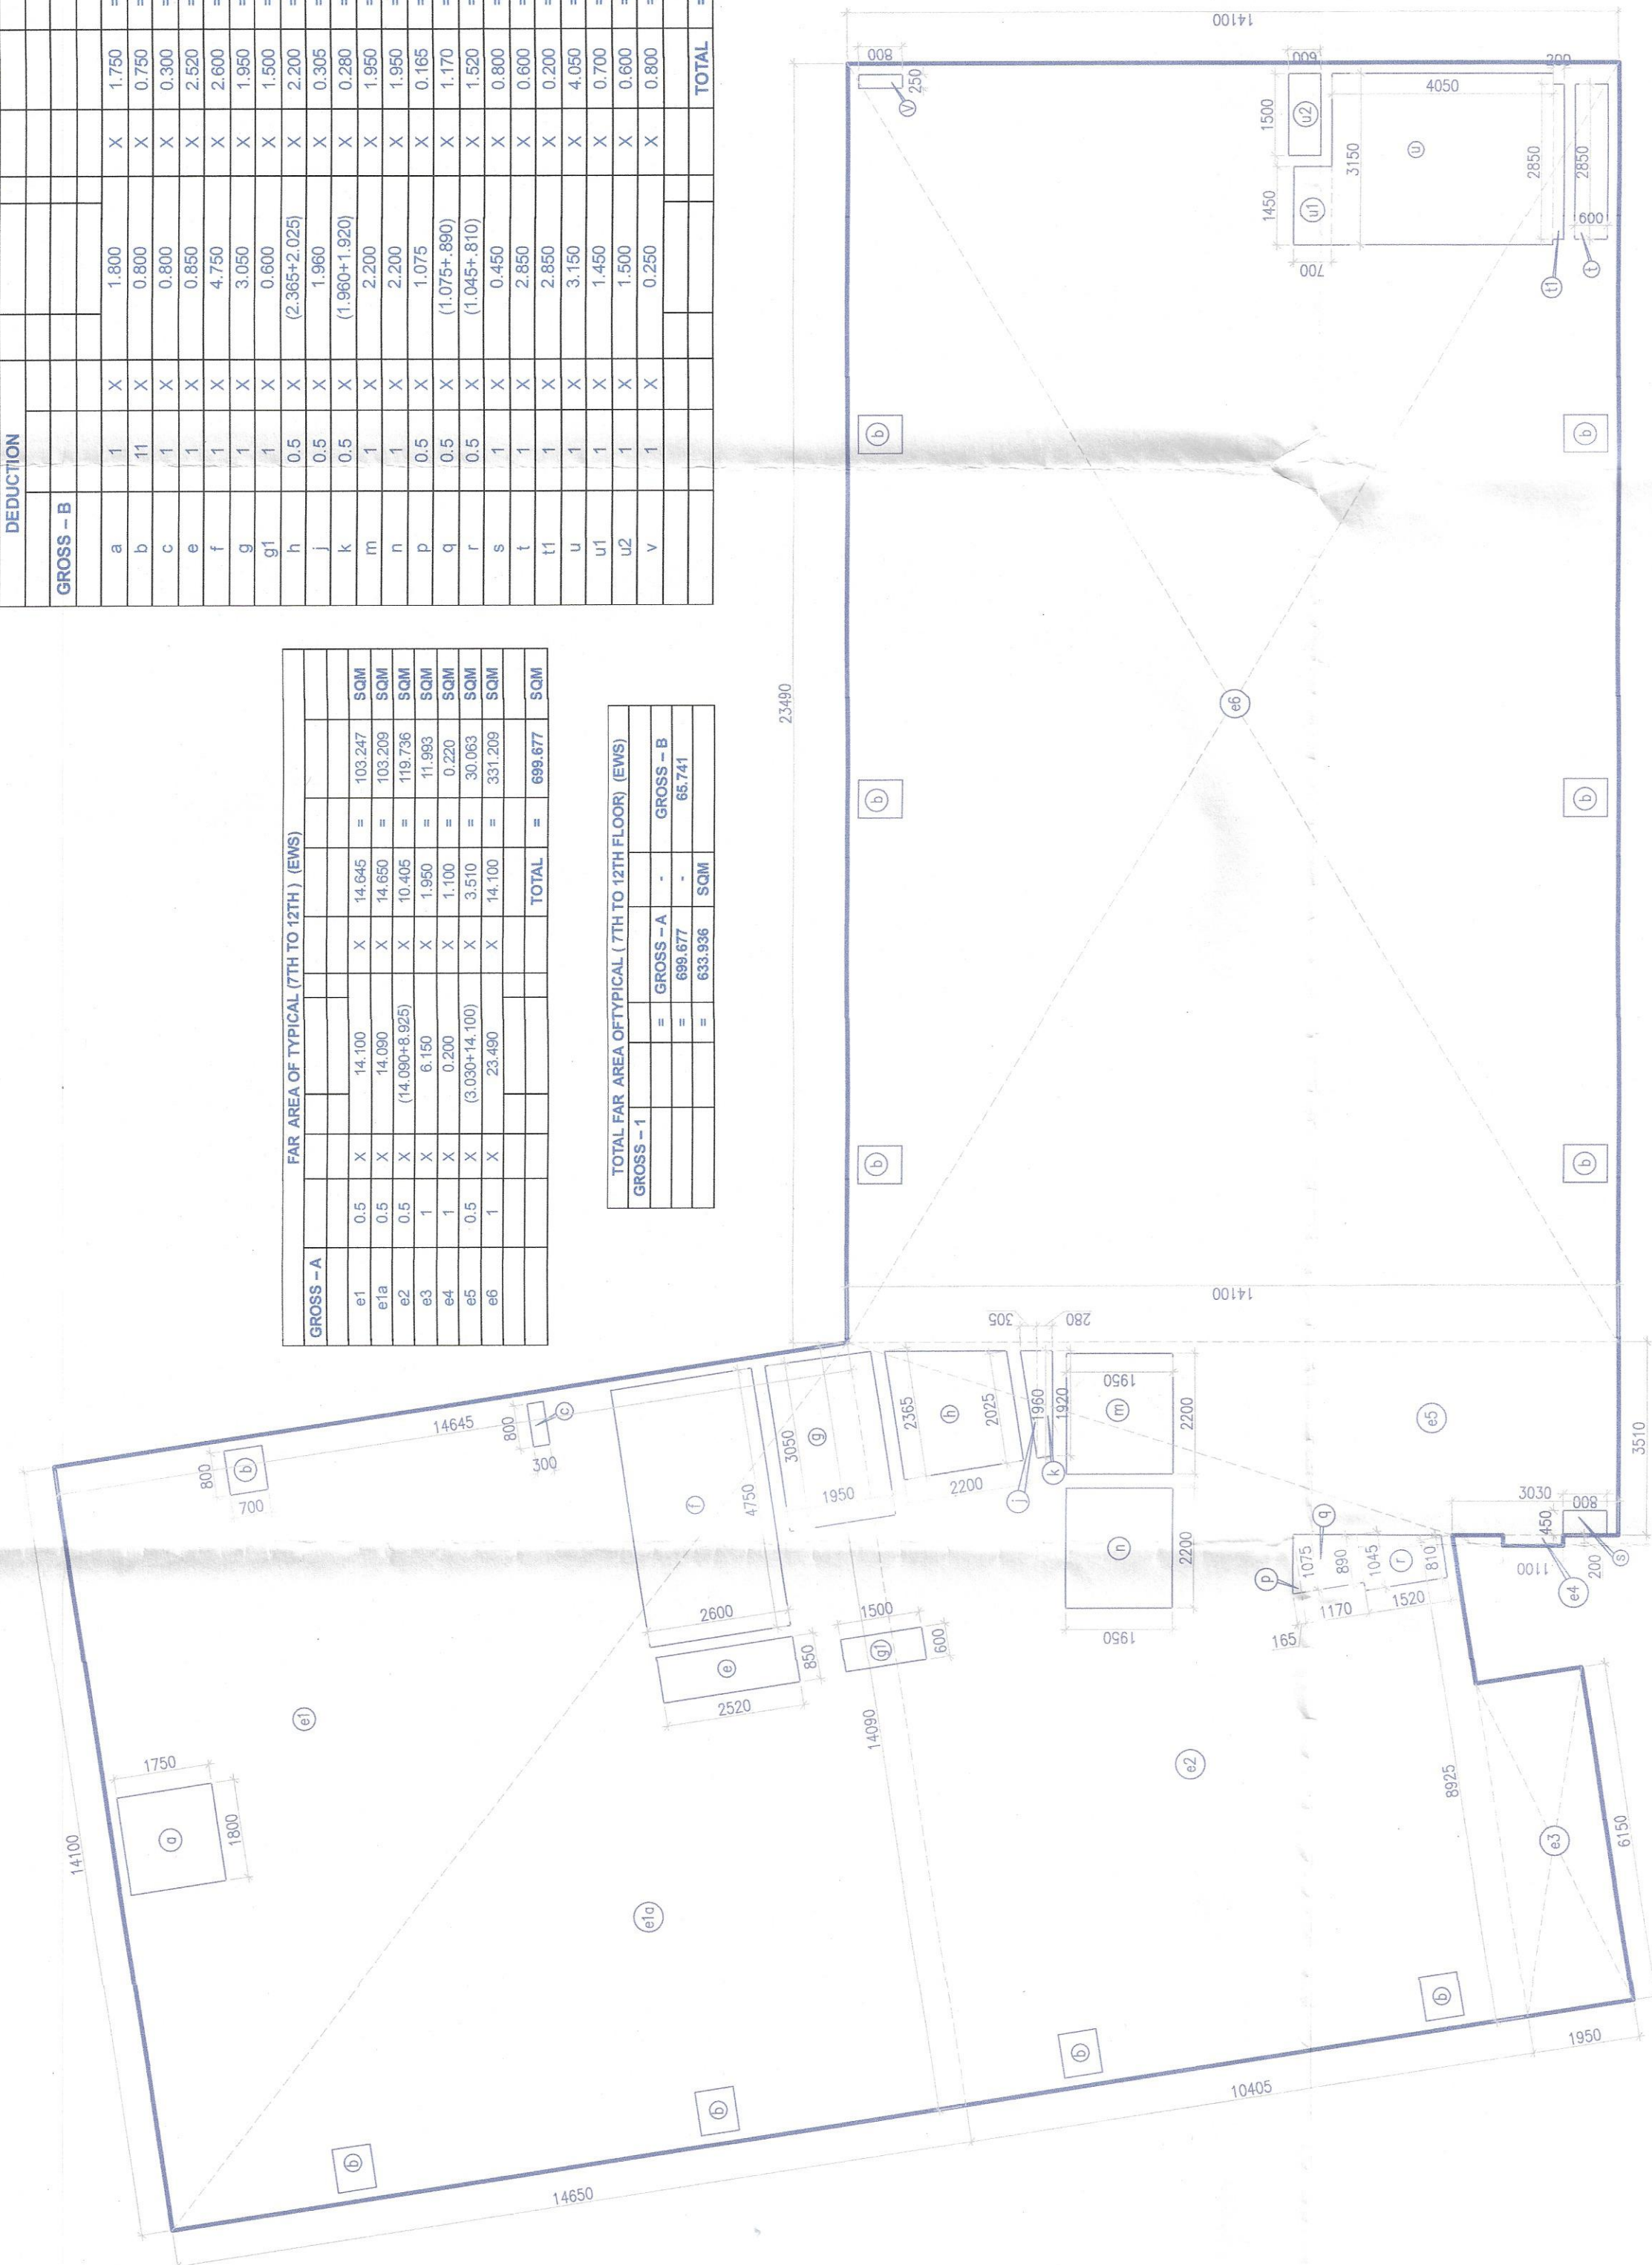 DEDUCTION
GROSS – B
a 1 X 1.800 X 1.750 =
b 11 X 0.800 X 0.750 =
c 1 X 0.800 X 0.300 =
e 1 X 0.850 X 2.520 =
f 1 X 4.750 X 2.600 =
g 1 X 3.050 X 1.950 =
g1 1 X 0.600 X 1.500 =
h 0.5 X (2.365+2.025) X 2.200 =
j 0.5 X 1.960 X 0.305 =
k 0.5 X (1.960+1.920) X 0.280 =
m 1 X 2.200 X 1.950 =
n 1 X 2.200 X 1.950 =
p 0.5 X 1.075 X 0.165 =
q 0.5 X (1.075+.890) X 1.170 =
r 0.5 X (1.045+.810) X 1.520 =
s 1 X 0.450 X 0.800 =
t 1 X 2.850 X 0.600 =
t1 1 X 2.850 X 0.200 =
u 1 X 3.150 X 4.050 =
u1 1 X 1.450 X 0.700 =
u2 1 X 1.500 X 0.600 =
v 1 X 0.250 X 0.800 =
TOTAL =
FAR AREA OF TYPICAL (7TH TO 12TH ) (EWS)
GROSS – A
e1 0.5 X 14.100 X 14.645 = 103.247 SQM
e1a 0.5 X 14.090 X 14.650 = 103.209 SQM
e2 0.5 X (14.090+8.925) X 10.405 = 119.736 SQM
e3 1 X 6.150 X 1.950 = 11.993 SQM
e4 1 X 0.200 X 1.100 = 0.220 SQM
e5 0.5 X (3.030+14.100) X 3.510 = 30.063 SQM
e6 1 X 23.490 X 14.100 = 331.209 SQM
TOTAL = 699.677 SQM
TOTAL FAR AREA OFTYPICAL ( 7TH TO 12TH FLOOR) (EWS)
GROSS – 1
= GROSS – A - GROSS – B
= 699.677 - 65.741
= 633.936 SQM
14100
14645
800
700
b
800
300
c
e1
1750
1800
a
f
4750
2600
e
2520
850
3050
g
1950
1500
g1
600
14090
e1a
b
b
b
b
14650
10405
1950
e2
8925
e3
6150
2365
h
2025
2200
305
280
1960
1920
j
k
1950
m
2200
n
2200
1950
p
q
1075
890
1045
r
810
165
1170
1520
e5
3510
3030
800
450
1100
200
e4
s
23490
14100
14100
e6
b
b
b
b
b
b
800
V
250
1500
600
u2
1450
u1
700
3150
4050
u
200
2850
2850
600
t1
t